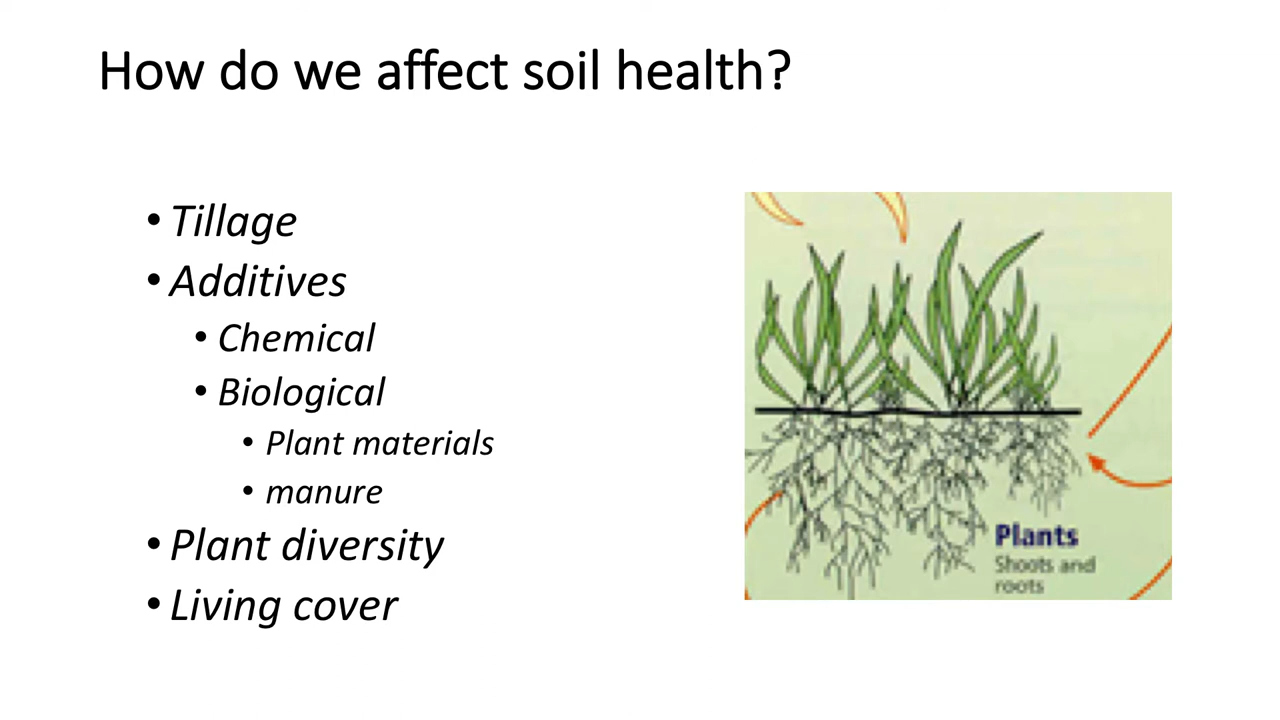 How do we affect soil health?
• Tillage
• Additives
• Chemical
• Biological
• Plant materials
• manure
• Plant diversity
• Living cover
Plants
Shoots and
roots